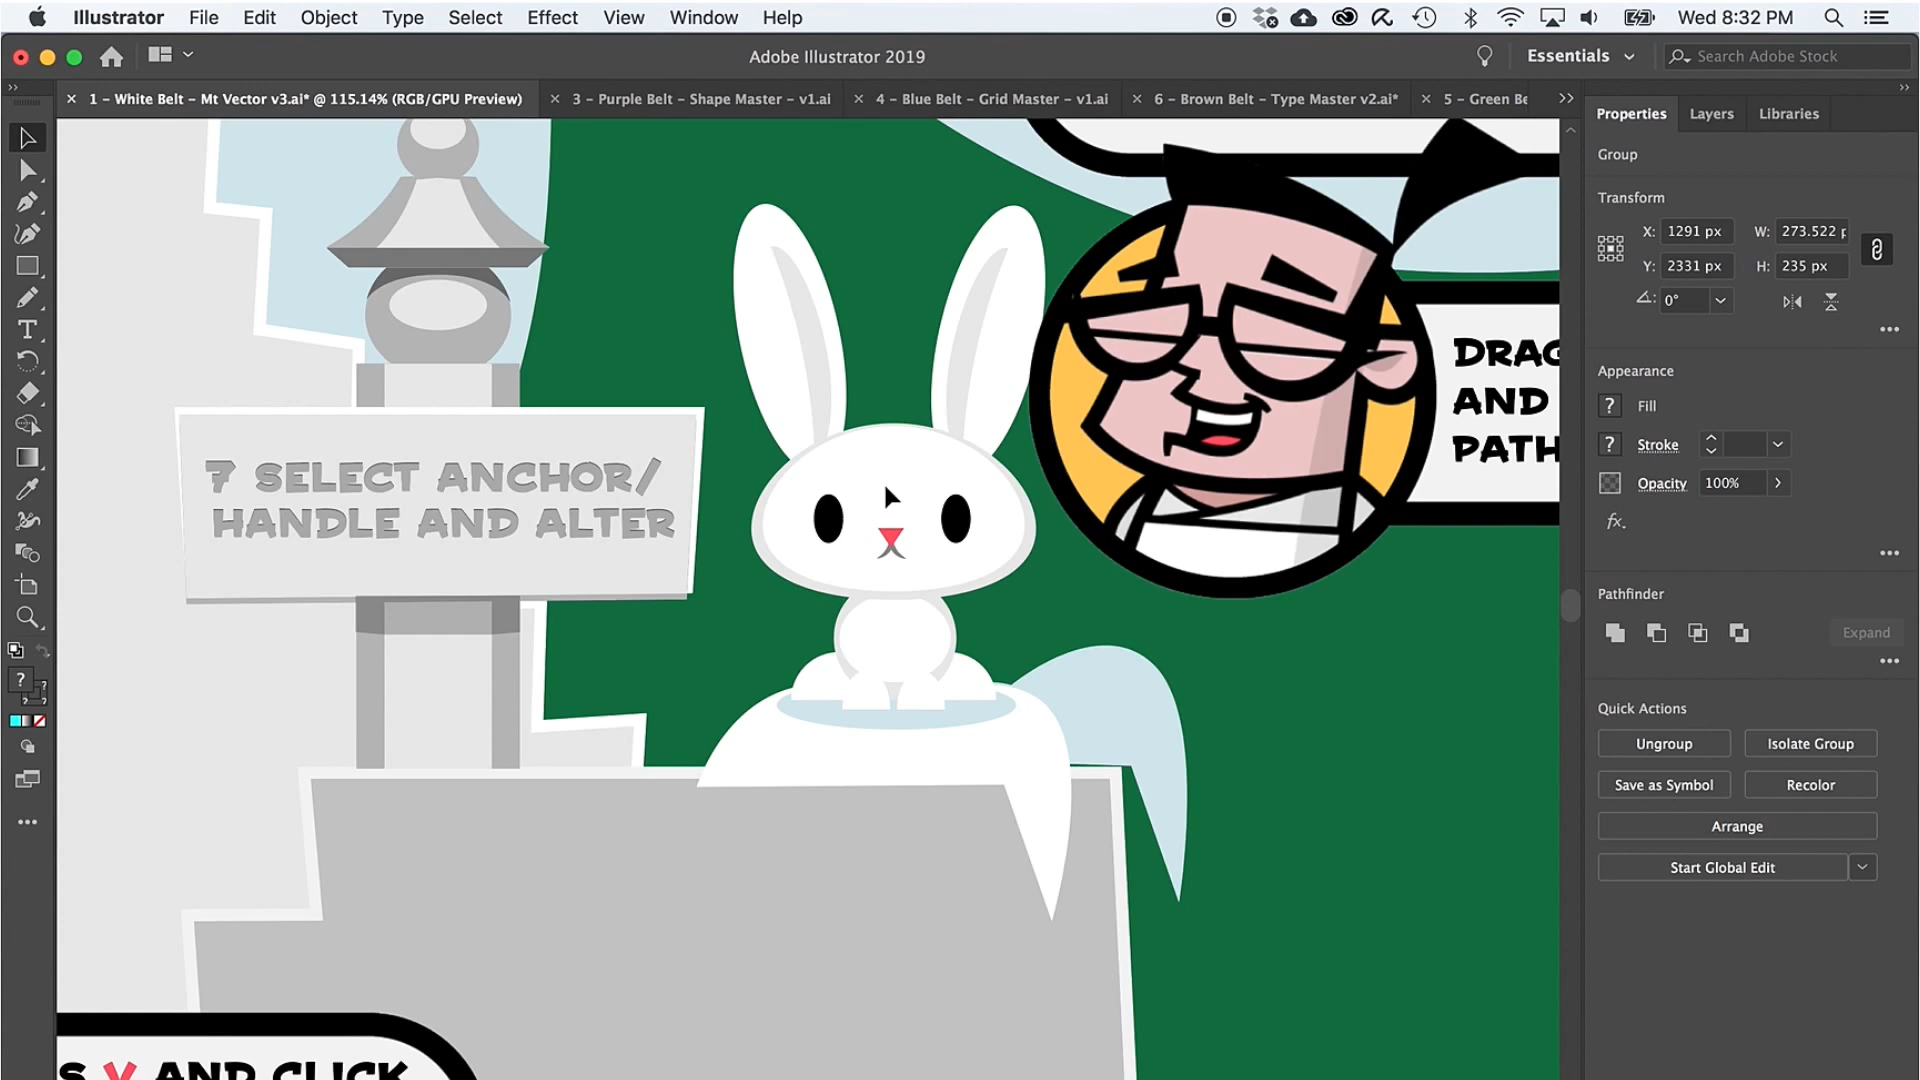 Illustrator File Edit Object Type Select Effect View Window Help Wed 8:32 PM
Adobe Illustrator 2019 Essentials Search Adobe Stock
1 – White Belt – Mt Vector v3.ai* @ 115.14% (RGB/GPU Preview) 3 – Purple Belt – Shape Master – v1.ai 4 – Blue Belt – Grid Master – v1.ai 6 – Brown Belt – Type Master v2.ai* 5 – Green Be
Properties Layers Libraries
Group
Transform
X: 1291 px W: 273.522 p
Y: 2331 px H: 235 px
0°
Appearance
? Fill
? Stroke
Opacity 100%
fx.
Pathfinder
Expand
Quick Actions
Ungroup Isolate Group
Save as Symbol Recolor
Arrange
Start Global Edit
7 SELECT ANCHOR/
HANDLE AND ALTER
DRAG
AND
PATH
S V AND CLICK